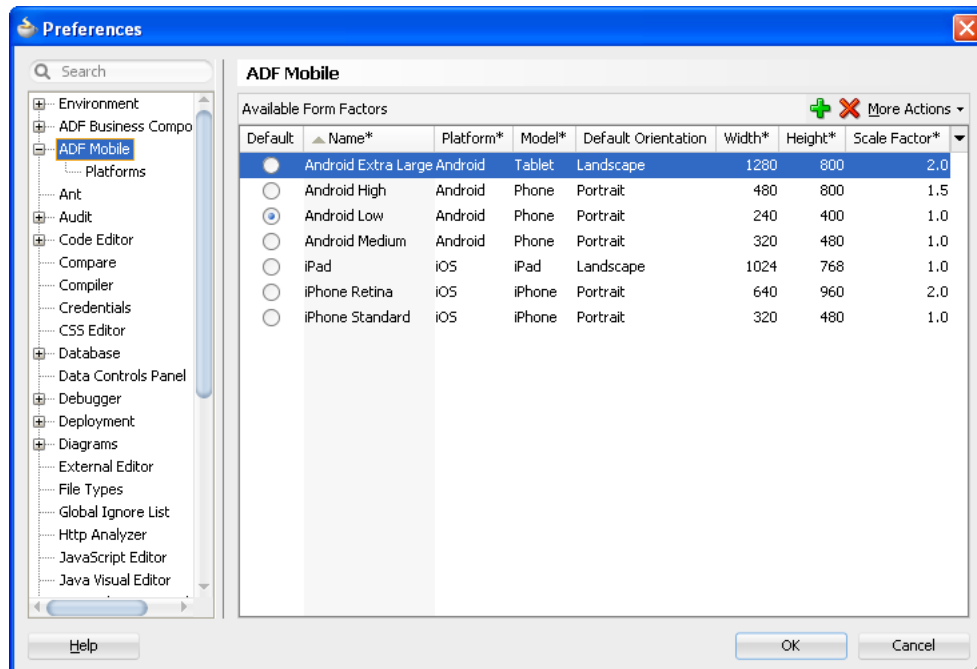 Preferences
Search
Environment
ADF Business Compo
ADF Mobile
Platforms
Ant
Audit
Code Editor
Compare
Compiler
Credentials
CSS Editor
Database
Data Controls Panel
Debugger
Deployment
Diagrams
External Editor
File Types
Global Ignore List
Http Analyzer
JavaScript Editor
Java Visual Editor
ADF Mobile
Available Form Factors More Actions
Default Name* Platform* Model* Default Orientation Width* Height* Scale Factor*
Android Extra Large Android Tablet Landscape 1280 800 2.0
Android High Android Phone Portrait 480 800 1.5
Android Low Android Phone Portrait 240 400 1.0
Android Medium Android Phone Portrait 320 480 1.0
iPad iOS iPad Landscape 1024 768 1.0
iPhone Retina iOS iPhone Portrait 640 960 2.0
iPhone Standard iOS iPhone Portrait 320 480 1.0
Help OK Cancel